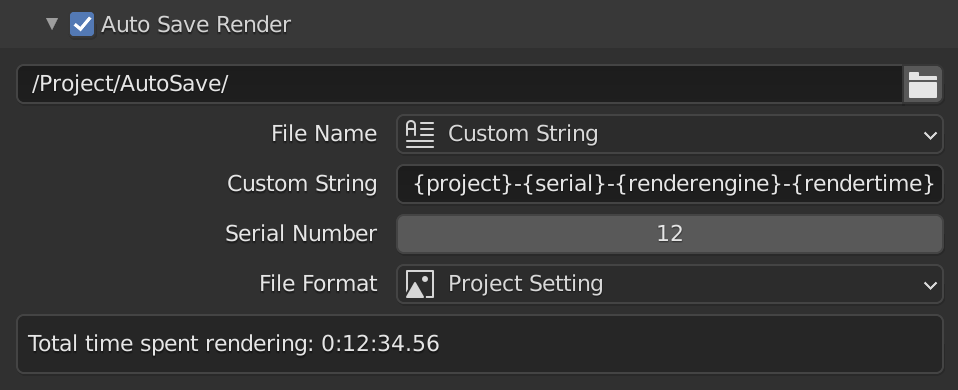 Auto Save Render
/Project/AutoSave/
File Name Custom String
Custom String {project}-{serial}-{renderengine}-{rendertime}
Serial Number 12
File Format Project Setting
Total time spent rendering: 0:12:34.56